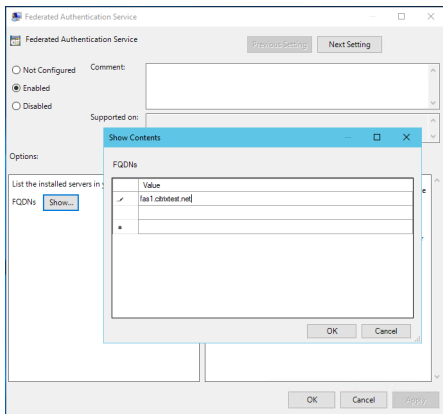 Federated Authentication Service
Federated Authentication Service
Previous Setting
Next Setting
Not Configured
Comment:
Enabled
Disabled
Supported on:
Show Contents
Options:
FQDNs
List the installed servers in
Value
FQDNs
Show...
fas1.citrixtest.net
OK
Cancel
OK
Cancel
Apply